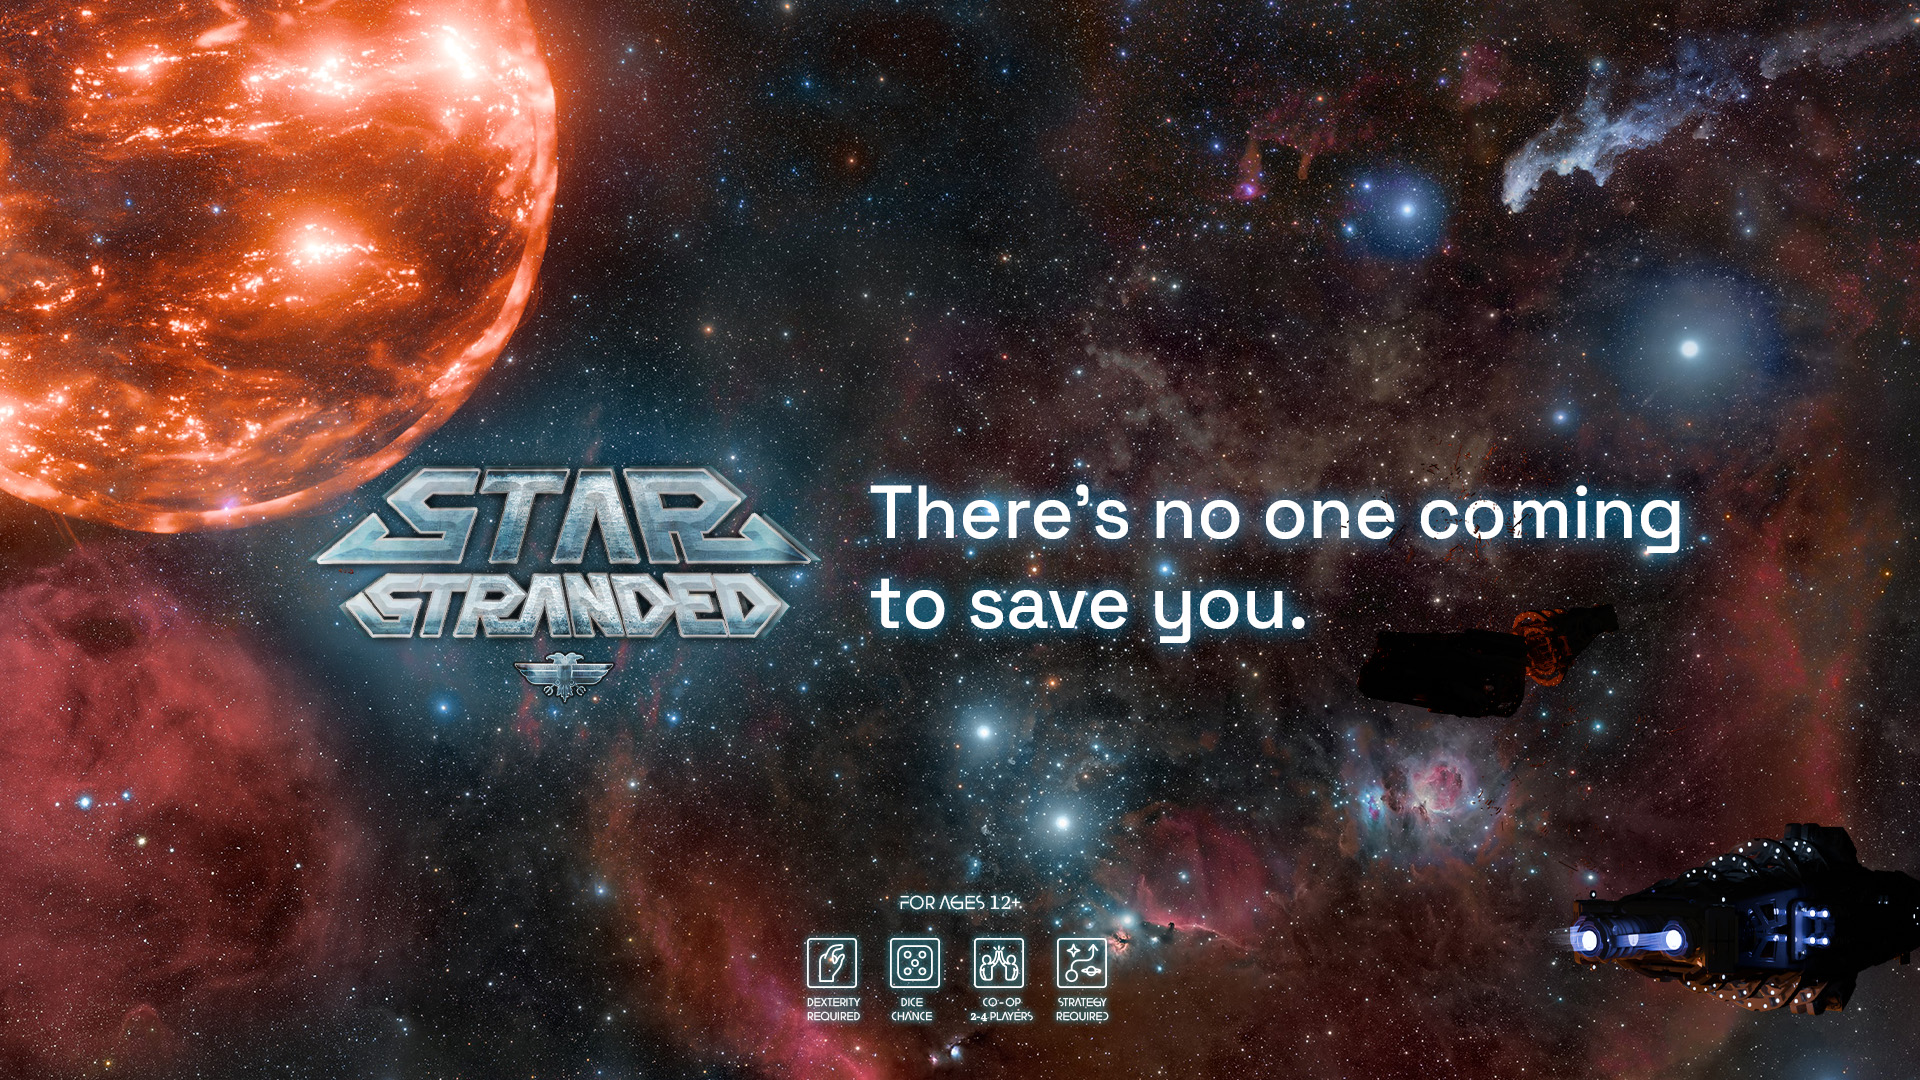 STAR
STRANDED
There's no one coming
to save you.
FOR AGES 12+
DEXTERITY
REQUIRED
DICE
CHANCE
CO-OP
2-4 PLAYERS
STRATEGY
REQUIRED